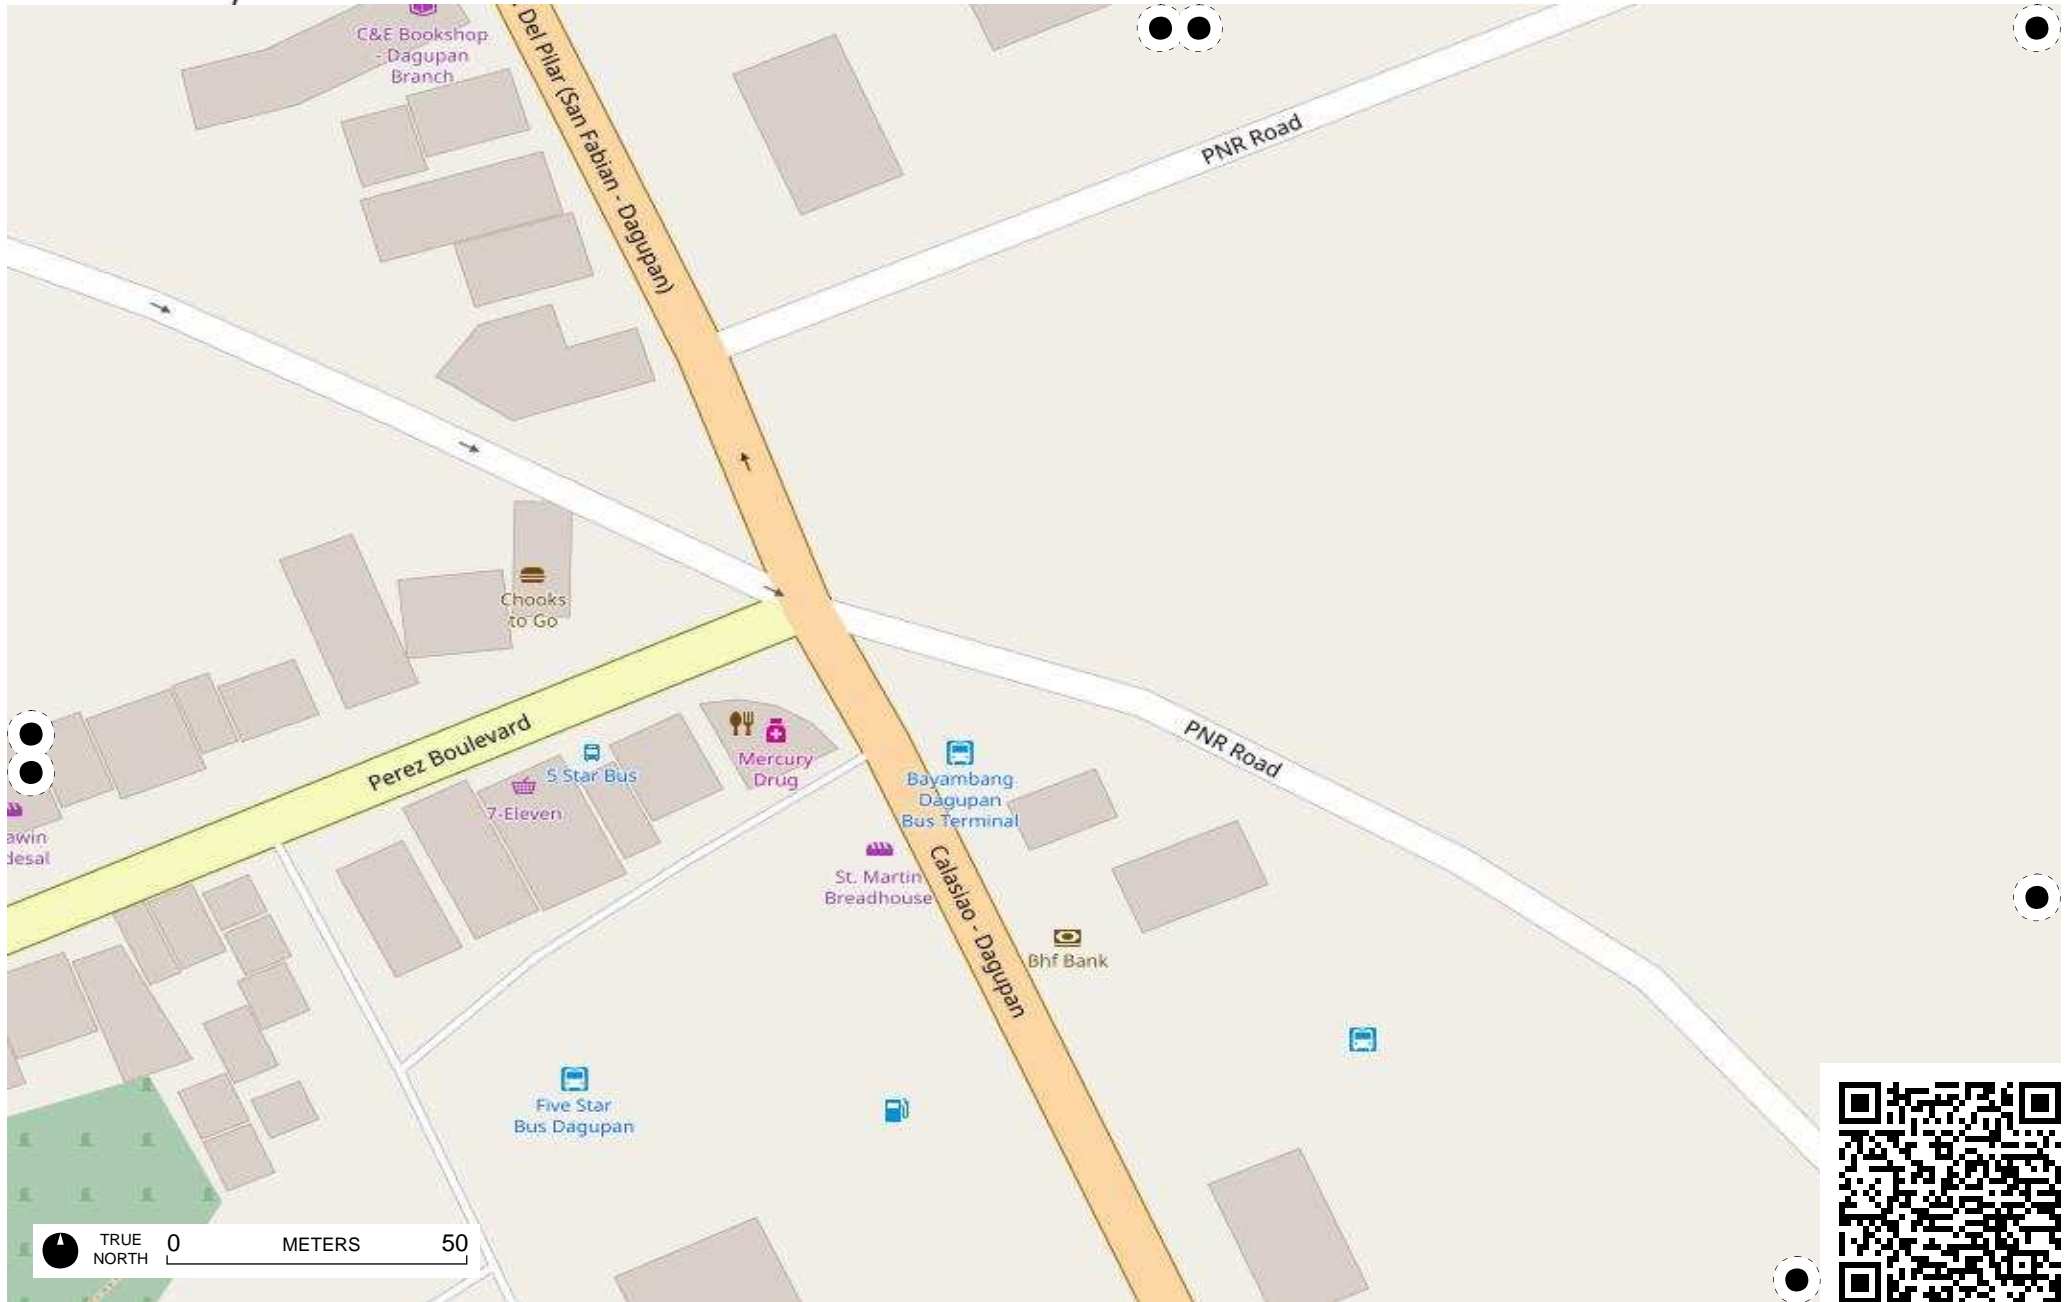 C&E Bookshop
- Dagupan
Branch
Del Pilar (San Fabian - Dagupan)
PNR Road
Chooks
to Go
Perez Boulevard
5 Star Bus
7-Eleven
Mercury
Drug
Bayambang
Dagupan
Bus Terminal
PNR Road
awin
desal
St. Martin
Breadhouse
Calasiao - Dagupan
Bhf Bank
Five Star
Bus Dagupan
TRUE
NORTH
0 METERS 50